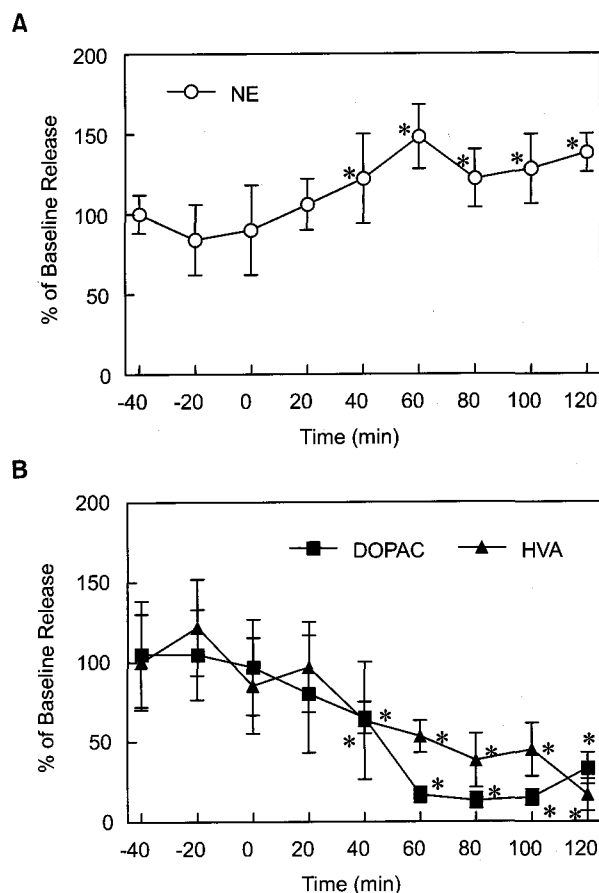 A
200
150
100
50
0
% of Baseline Release
NE
* * * * *
-40 -20 0 20 40 60 80 100 120
Time (min)
B
200
150
100
50
0
% of Baseline Release
DOPAC HVA
* * * * * * * * * *
-40 -20 0 20 40 60 80 100 120
Time (min)